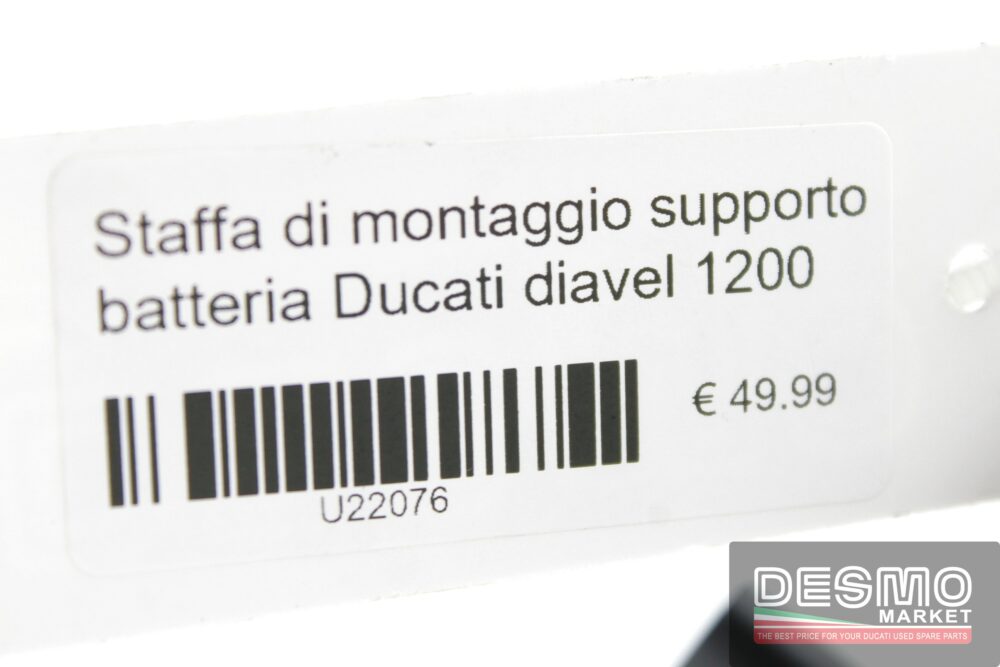 Staffa di montaggio supporto
batteria Ducati diavel 1200
€ 49.99
U22076
DESMO
MARKET
THE BEST PRICE FOR YOUR DUCATI USED SPARE PARTS